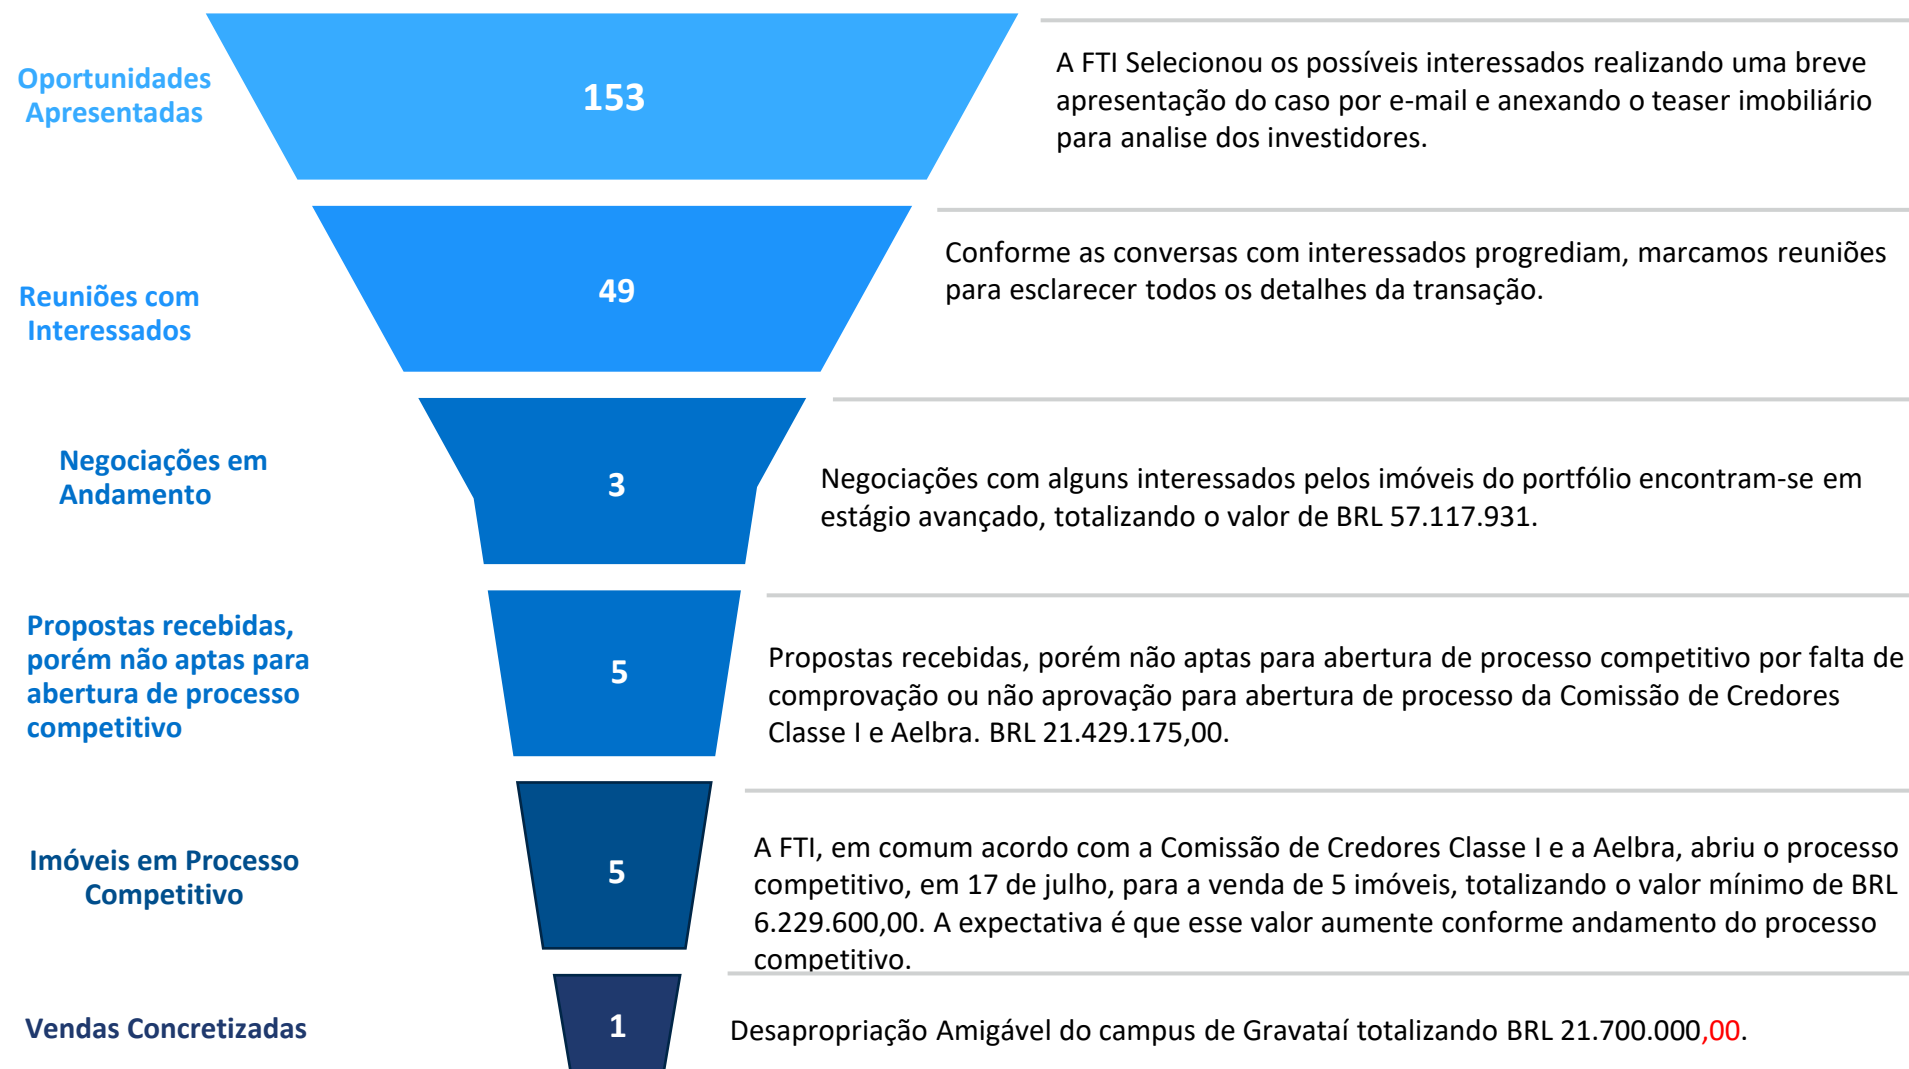 Oportunidades
Apresentadas
153
A FTI Selecionou os possíveis interessados realizando uma breve
apresentação do caso por e-mail e anexando o teaser imobiliário
para analise dos investidores.
Reuniões com
Interessados
49
Conforme as conversas com interessados progrediam, marcamos reuniões
para esclarecer todos os detalhes da transação.
Negociações em
Andamento
3
Negociações com alguns interessados pelos imóveis do portfólio encontram-se em
estágio avançado, totalizando o valor de BRL 57.117.931.
Propostas recebidas,
porém não aptas para
abertura de processo
competitivo
5
Propostas recebidas, porém não aptas para abertura de processo competitivo por falta de
comprovação ou não aprovação para abertura de processo da Comissão de Credores
Classe I e Aelbra. BRL 21.429.175,00.
Imóveis em Processo
Competitivo
5
A FTI, em comum acordo com a Comissão de Credores Classe I e a Aelbra, abriu o processo
competitivo, em 17 de julho, para a venda de 5 imóveis, totalizando o valor mínimo de BRL
6.229.600,00. A expectativa é que esse valor aumente conforme andamento do processo
competitivo.
Vendas Concretizadas
1
Desapropriação Amigável do campus de Gravataí totalizando BRL 21.700.000,00.